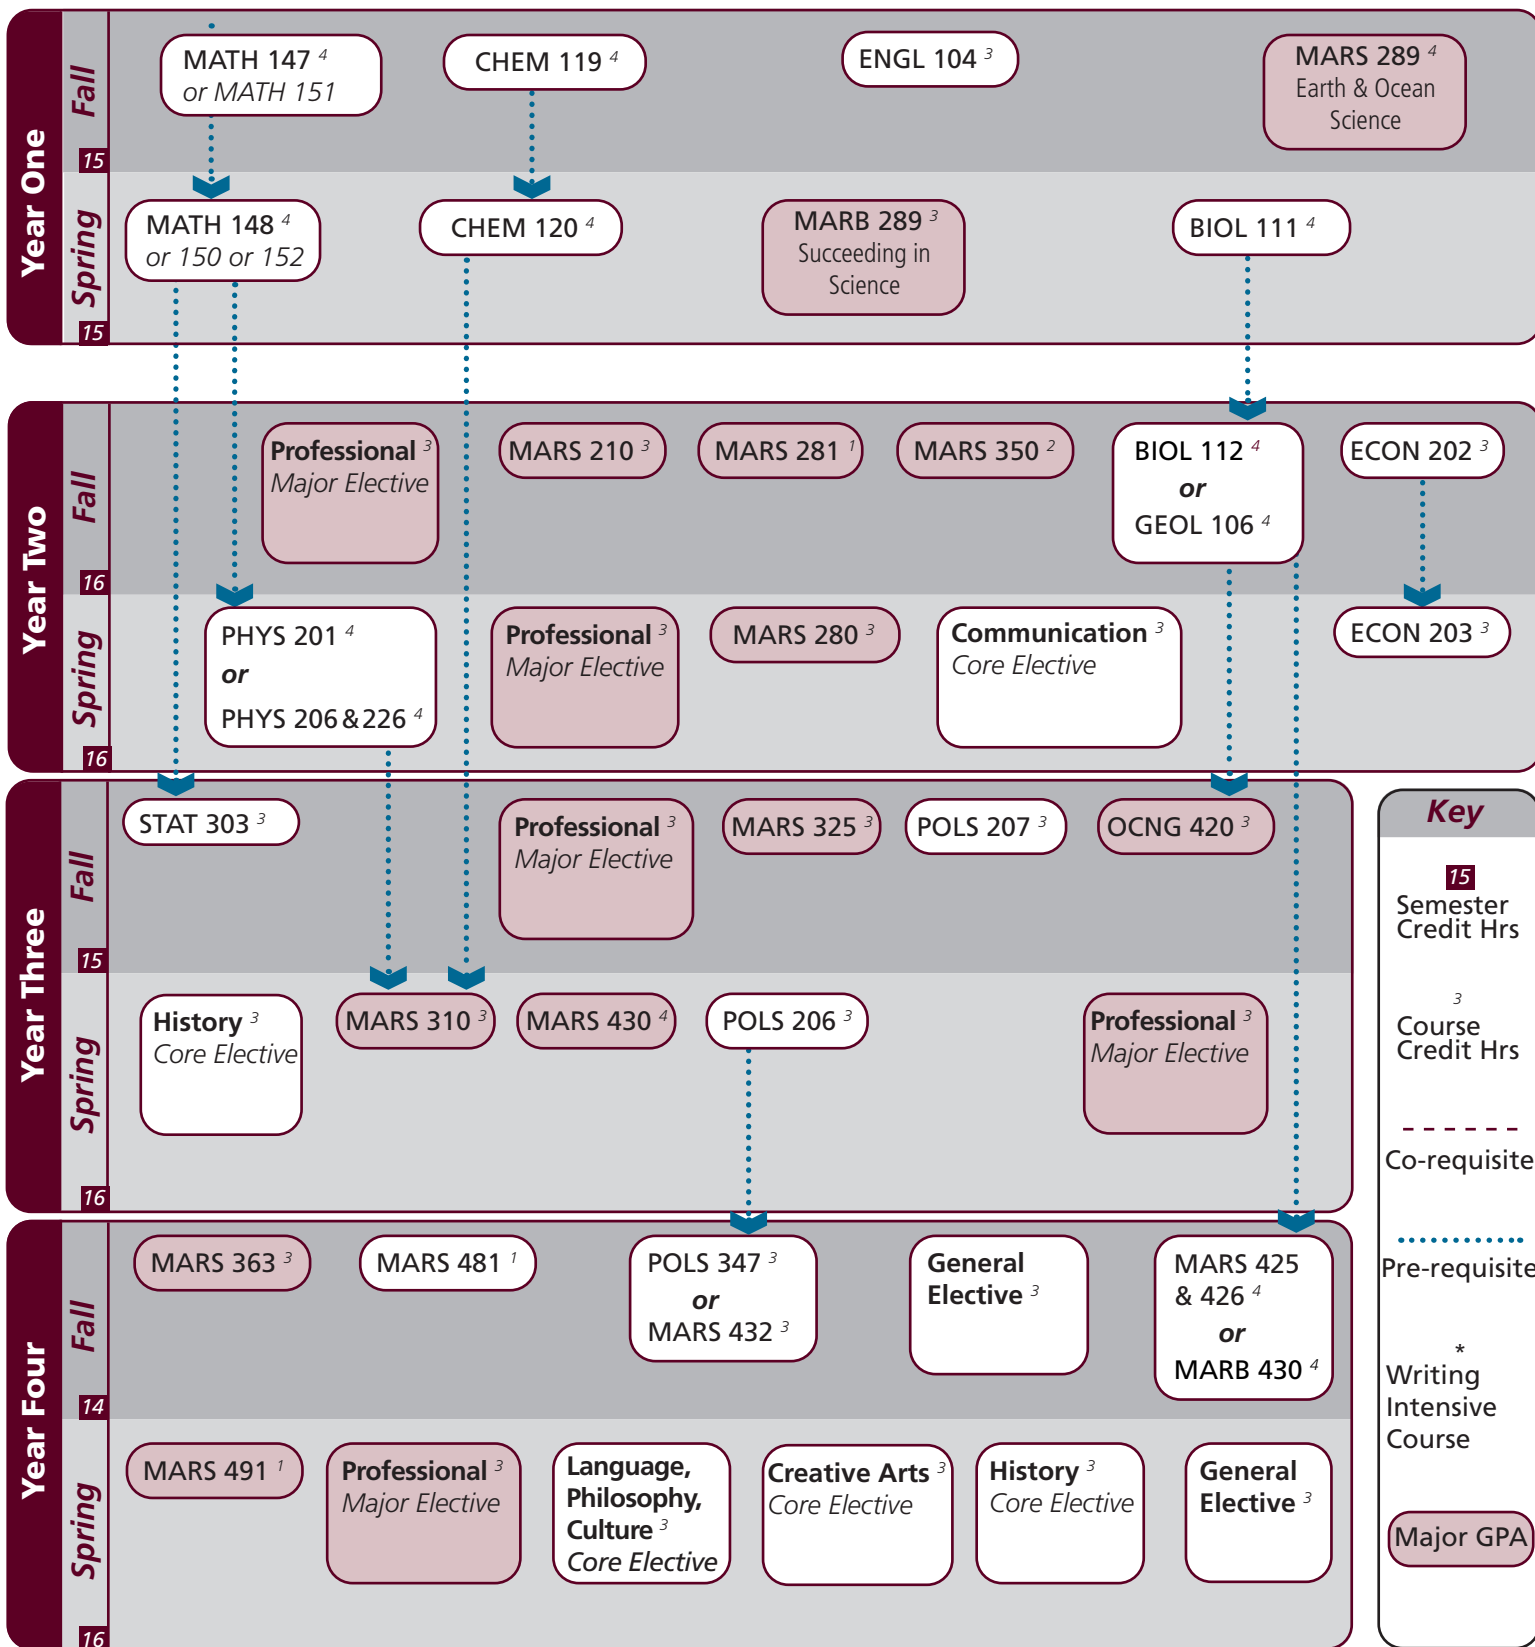 Year One
Fall
15
MATH 147 4
or MATH 151
CHEM 119 4
ENGL 104 3
MARS 289 4
Earth & Ocean
Science
Spring
15
MATH 148 4
or 150 or 152
CHEM 120 4
MARB 289 3
Succeeding in
Science
BIOL 111 4
Year Two
Fall
16
Professional 3
Major Elective
MARS 210 3
MARS 281 1
MARS 350 2
BIOL 112 4
or
GEOL 106 4
ECON 202 3
Spring
16
PHYS 201 4
or
PHYS 206 & 226 4
Professional 3
Major Elective
MARS 280 3
Communication 3
Core Elective
ECON 203 3
Year Three
Fall
15
STAT 303 3
Professional 3
Major Elective
MARS 325 3
POLS 207 3
OCNG 420 3
Spring
16
History 3
Core Elective
MARS 310 3
MARS 430 4
POLS 206 3
Professional 3
Major Elective
Year Four
Fall
14
MARS 363 3
MARS 481 1
POLS 347 3
or
MARS 432 3
General
Elective 3
MARS 425
& 426 4
or
MARB 430 4
Spring
16
MARS 491 1
Professional 3
Major Elective
Language,
Philosophy,
Culture 3
Core Elective
Creative Arts 3
Core Elective
History 3
Core Elective
General
Elective 3
Key
15
Semester
Credit Hrs
3
Course
Credit Hrs
Co-requisite
Pre-requisite
*
Writing
Intensive
Course
Major GPA